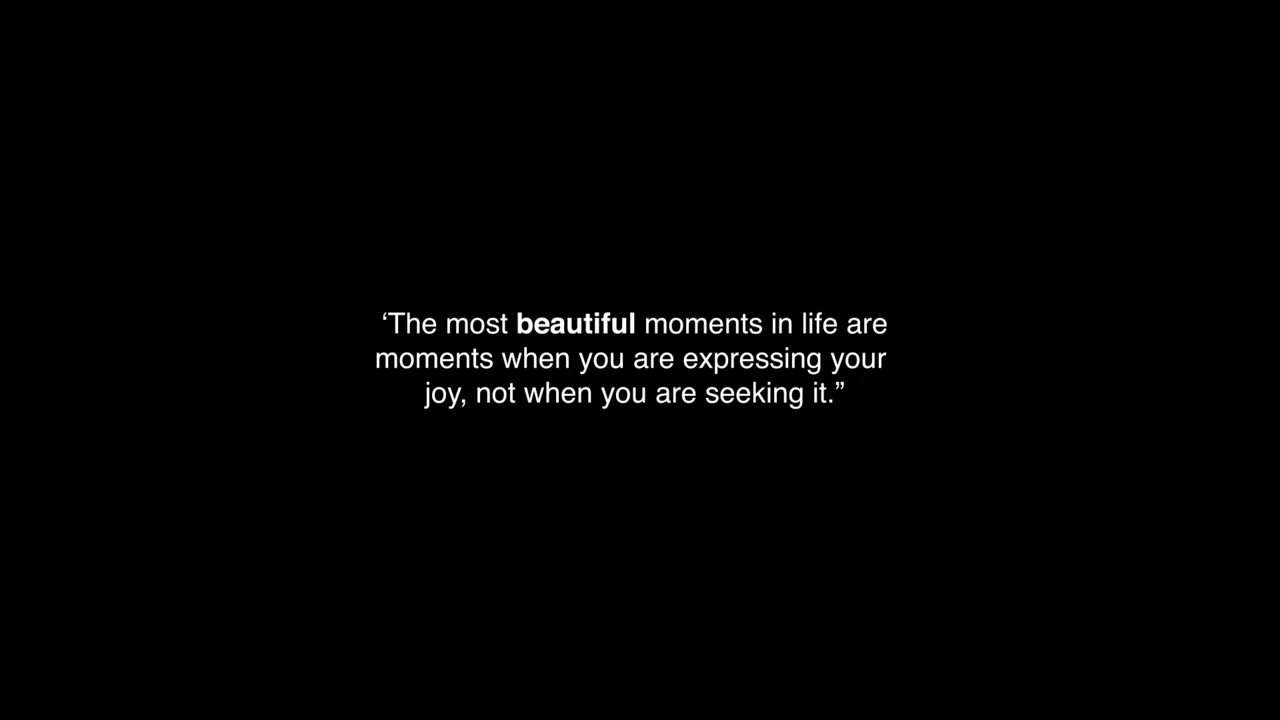 ‘The most beautiful moments in life are
moments when you are expressing your
joy, not when you are seeking it.”